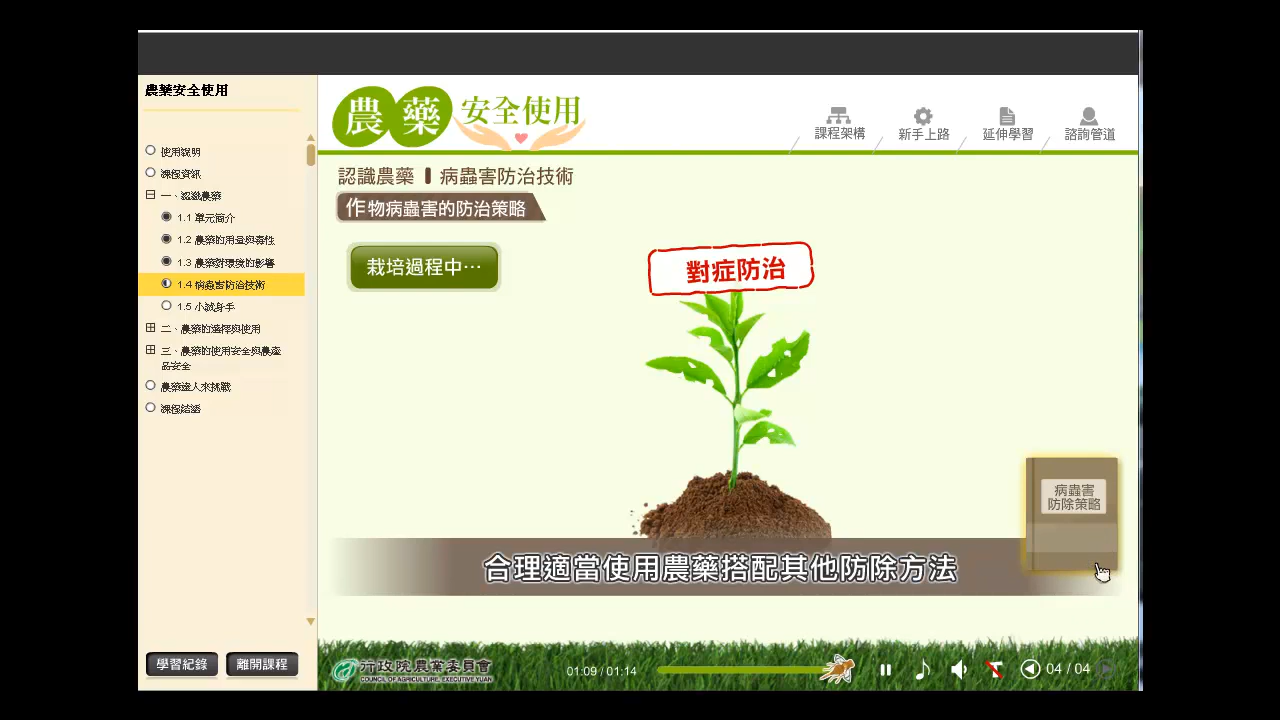 農藥安全使用
使用說明
課程資訊
一、認識農藥
1.1 單元簡介
1.2 農藥的用量與毒性
1.3 農藥對環境的影響
1.4 病蟲害防治技術
1.5 小試身手
二、農藥的選擇與使用
三、農藥的使用安全與農產
品安全
農藥達人來挑戰
課程結語
學習紀錄
離開課程
農藥 安全使用
課程架構
新手上路
延伸學習
諮詢管道
認識農藥 病蟲害防治技術
作物病蟲害的防治策略
栽培過程中…
對症防治
病蟲害
防除策略
合理適當使用農藥搭配其他防除方法
行政院農業委員會
COUNCIL OF AGRICULTURE, EXECUTIVE YUAN
01:09 / 01:14
04 / 04